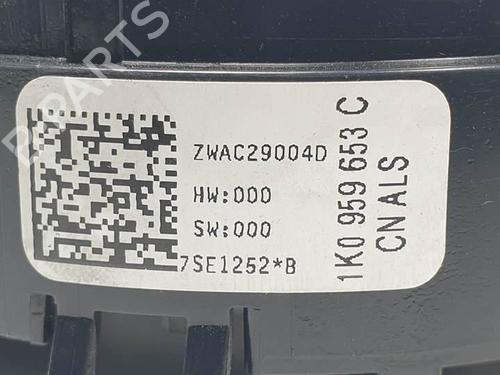 B-PARTS
ZWAC29004D
HW:000
SW:000
7SE1252*B
1K0 959 653 C
CN ALS